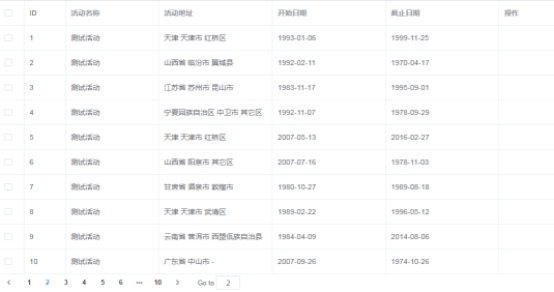 ID 活动名称 活动地址 开始日期 截止日期 操作
1 测试活动 天津 天津市 红桥区 1993-01-06 1999-11-25
2 测试活动 山西省 临汾市 翼城县 1992-02-11 1970-04-17
3 测试活动 江苏省 苏州市 昆山市 1983-11-17 1995-09-01
4 测试活动 宁夏回族自治区 中卫市 其它区 1992-11-07 1978-09-29
5 测试活动 天津 天津市 红桥区 2007-05-13 2016-02-27
6 测试活动 山西省 阳泉市 其它区 2007-07-16 1978-11-03
7 测试活动 甘肃省 酒泉市 敦煌市 1980-10-27 1989-08-18
8 测试活动 天津 天津市 武清区 1989-02-22 1996-05-12
9 测试活动 云南省 普洱市 西盟佤族自治县 1984-04-09 2014-08-06
10 测试活动 广东省 中山市 - 2007-09-26 1974-10-26
< 1 2 3 4 5 6 ••• 10 > Go to 2